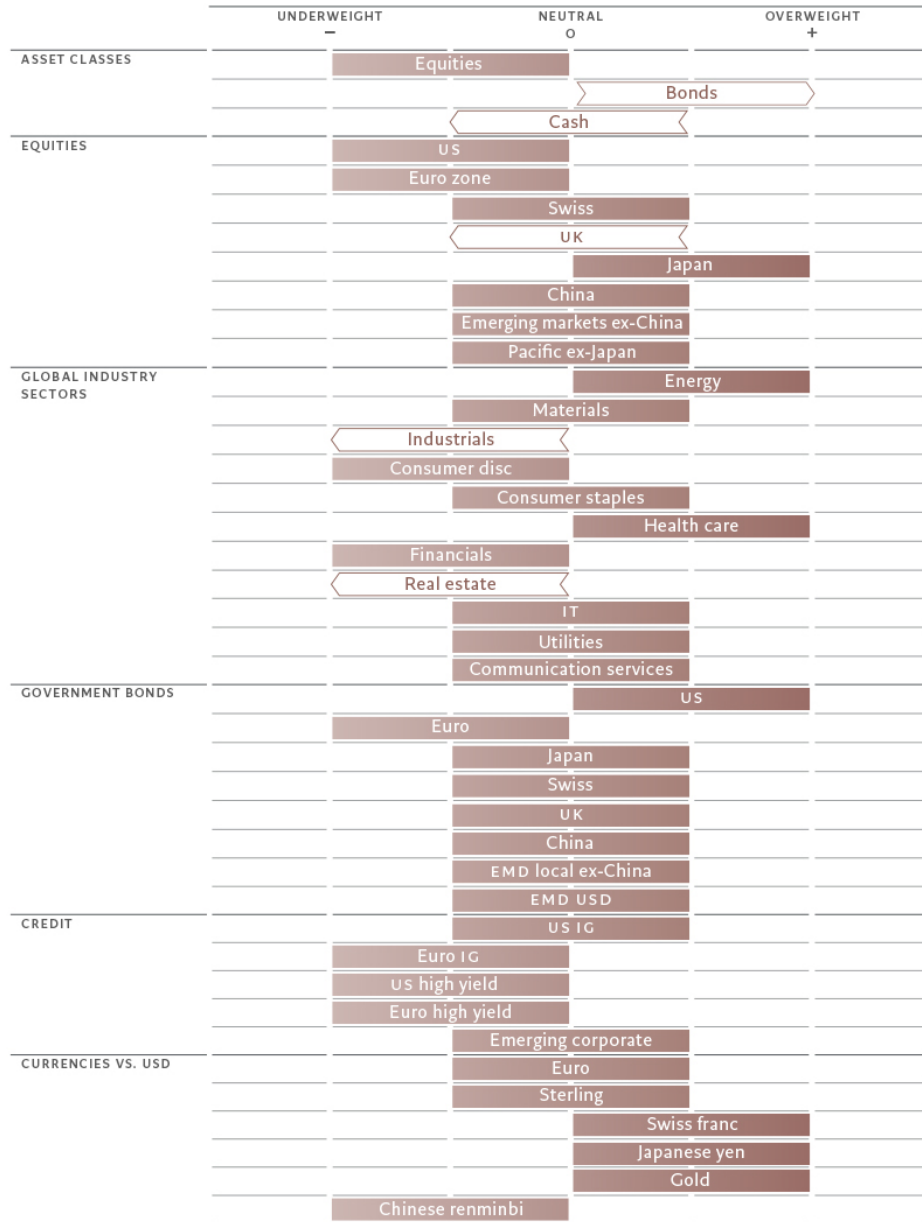 UNDERWEIGHT NEUTRAL OVERWEIGHT
– O +
ASSET CLASSES
Equities
Bonds
Cash
EQUITIES
US
Euro zone
Swiss
UK
Japan
China
Emerging markets ex-China
Pacific ex-Japan
GLOBAL INDUSTRY
SECTORS
Energy
Materials
Industrials
Consumer disc
Consumer staples
Health care
Financials
Real estate
IT
Utilities
Communication services
GOVERNMENT BONDS
US
Euro
Japan
Swiss
UK
China
EMD local ex-China
EMD USD
CREDIT
US IG
Euro IG
US high yield
Euro high yield
Emerging corporate
CURRENCIES VS. USD
Euro
Sterling
Swiss franc
Japanese yen
Gold
Chinese renminbi